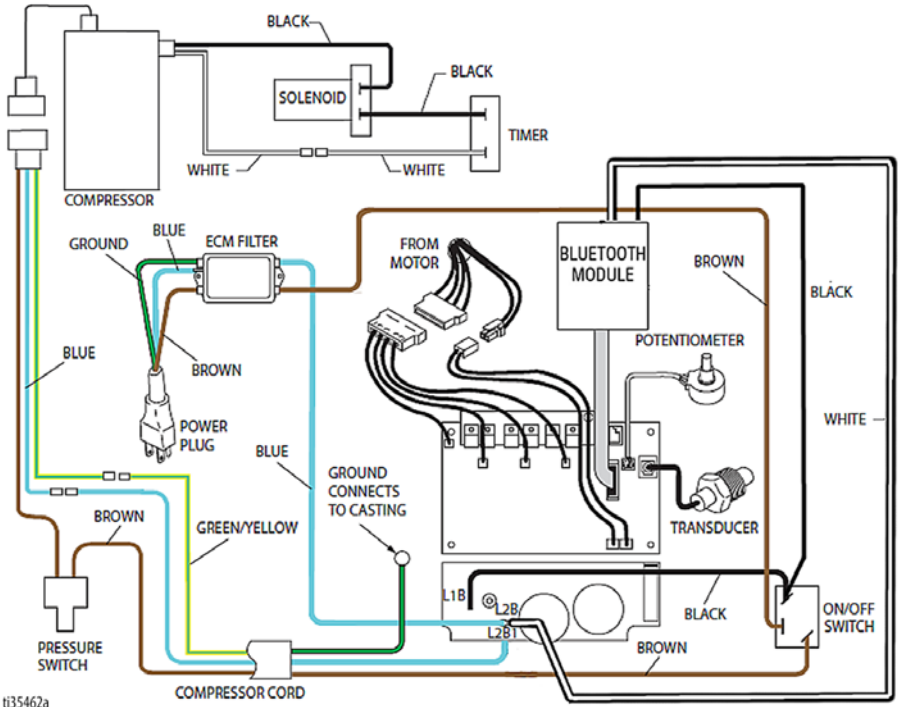 BLACK
BLACK
SOLENOID
TIMER
WHITE
WHITE
COMPRESSOR
GROUND
BLUE
ECM FILTER
FROM
MOTOR
BLUETOOTH
MODULE
BROWN
BLACK
POTENTIOMETER
BLUE
BROWN
POWER
PLUG
WHITE
BLUE
GROUND
CONNECTS
TO CASTING
BROWN
GREEN/YELLOW
TRANSDUCER
L1B
L2B
L2B1
BLACK
ON/OFF
SWITCH
PRESSURE
SWITCH
BROWN
COMPRESSOR CORD
ti35462a